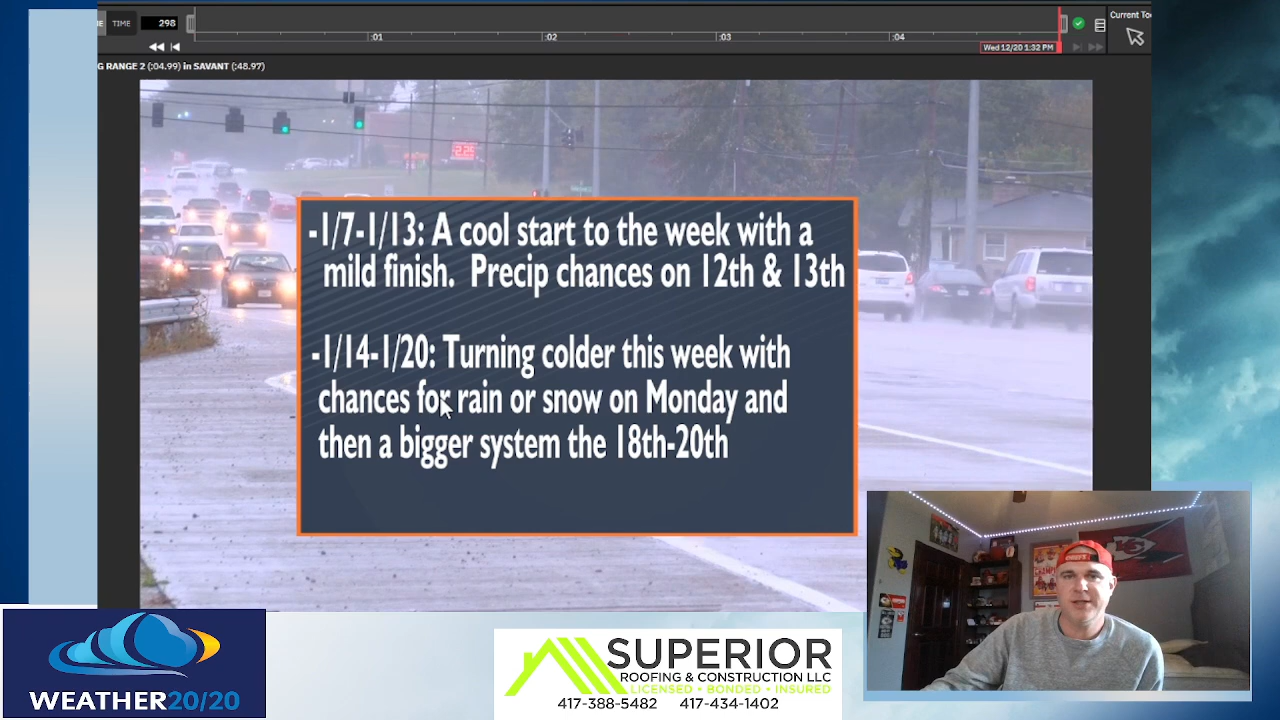 TIME
298
:01
:02
:03
:04
Wed 12/20 1:32 PM
Current To
G RANGE 2 (:04.99) in SAVANT (:48.97)
-1/7-1/13: A cool start to the week with a
mild finish. Precip chances on 12th & 13th
-1/14-1/20: Turning colder this week with
chances for rain or snow on Monday and
then a bigger system the 18th-20th
WEATHER20/20
SUPERIOR
ROOFING & CONSTRUCTION LLC
LICENSED • BONDED • INSURED
417-388-5482 417-434-1402